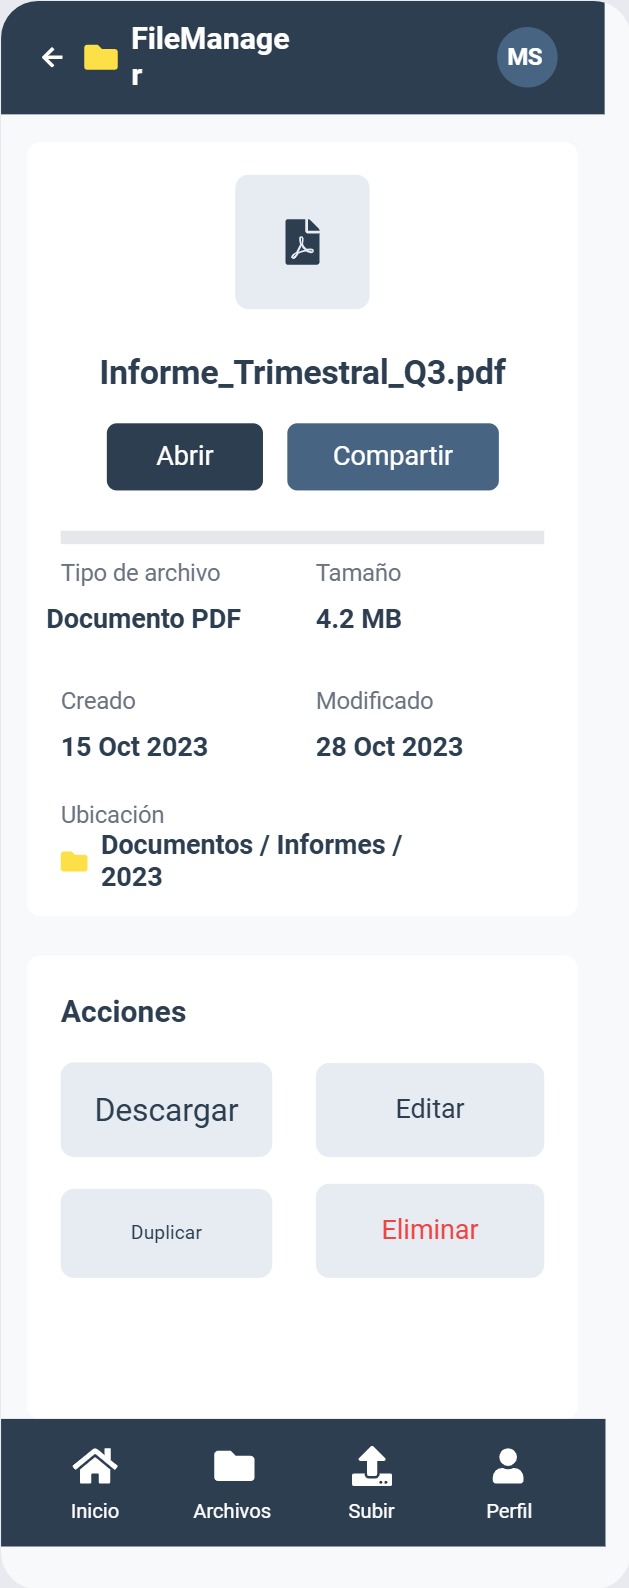 FileManage
r
MS
Informe_Trimestral_Q3.pdf
Abrir
Compartir
Tipo de archivo
Tamaño
Documento PDF
4.2 MB
Creado
Modificado
15 Oct 2023
28 Oct 2023
Ubicación
Documentos / Informes /
2023
Acciones
Descargar
Editar
Duplicar
Eliminar
Inicio
Archivos
Subir
Perfil